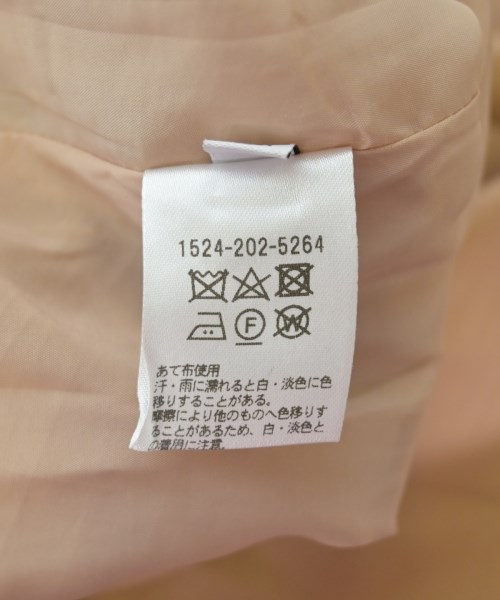 1524-202-5264
F
W
あて布使用
汗・雨に濡れると白・淡色に色
移りすることがある。
摩擦により他のものへ色移りす
ることがあるため、白・淡色と
の着用に注意。